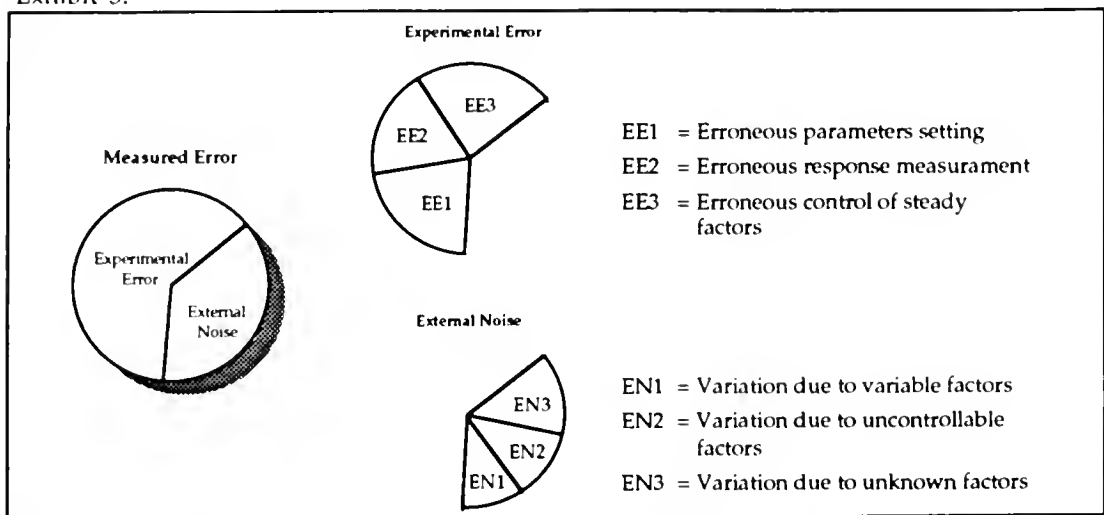 Exhibit 3.
Experimental Error
EE3
EE2
EE1
EE1 = Erroneous parameters setting
EE2 = Erroneous response measurament
EE3 = Erroneous control of steady
factors
Measured Error
Experimental
Error
External
Noise
External Noise
EN3
EN2
EN1
EN1 = Variation due to variable factors
EN2 = Variation due to uncontrollable
factors
EN3 = Variation due to unknown factors